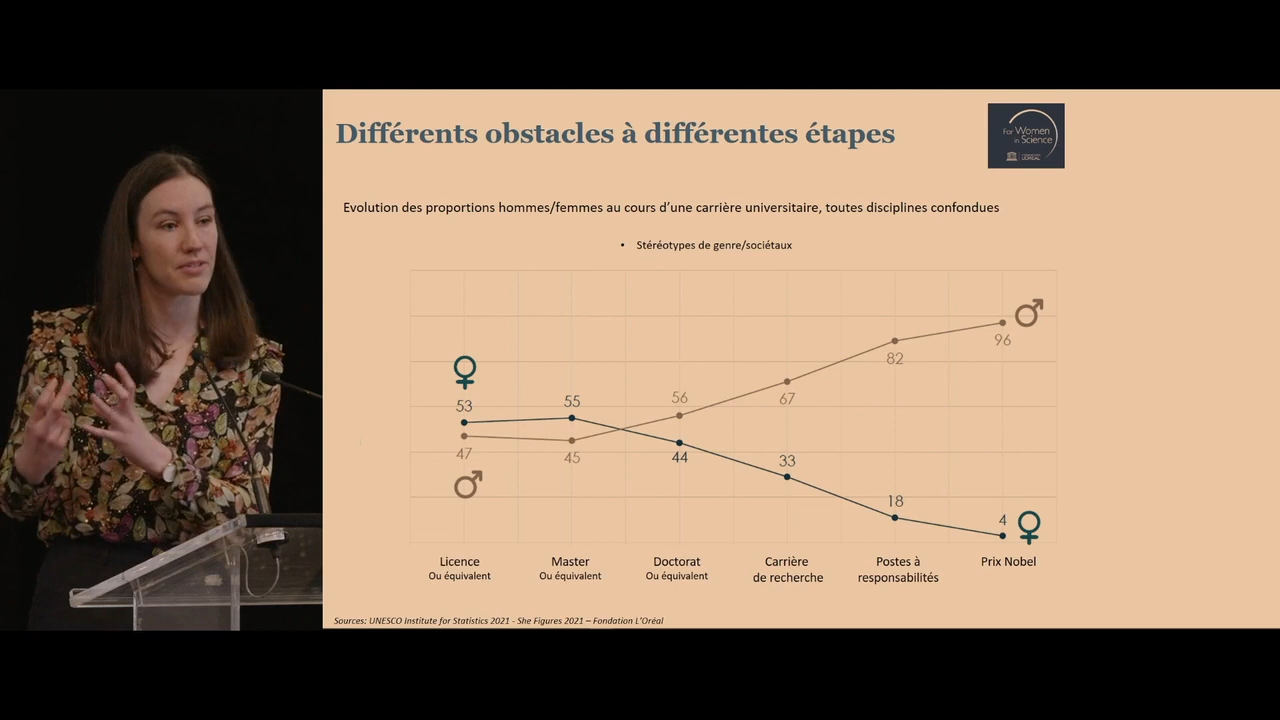 Différents obstacles à différentes étapes
For Women
in Science
L'ORÉAL
Evolution des proportions hommes/femmes au cours d'une carrière universitaire, toutes disciplines confondues
• Stéréotypes de genre/sociétaux
53
55
56
67
82
96
47
45
44
33
18
4
Licence
Ou équivalent
Master
Ou équivalent
Doctorat
Ou équivalent
Carrière
de recherche
Postes à
responsabilités
Prix Nobel
Sources: UNESCO Institute for Statistics 2021 - She Figures 2021 – Fondation L'Oréal